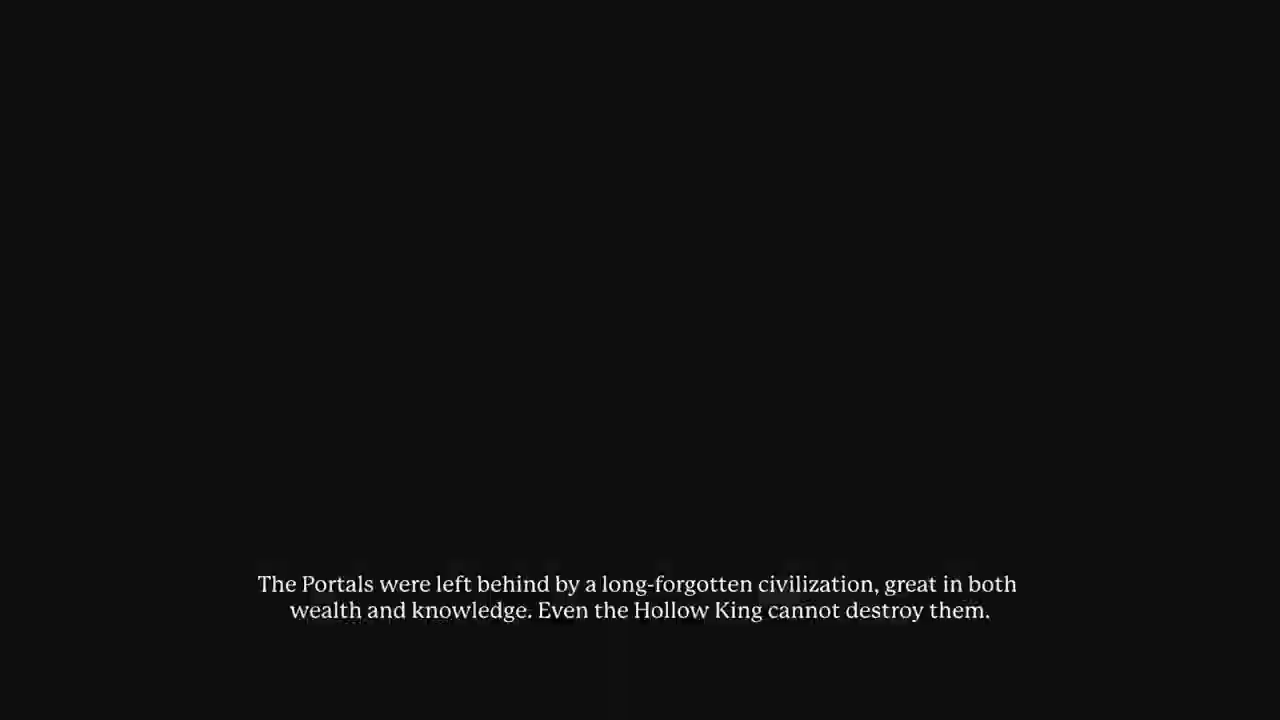 The Portals were left behind by a long-forgotten civilization, great in both
wealth and knowledge. Even the Hollow King cannot destroy them.